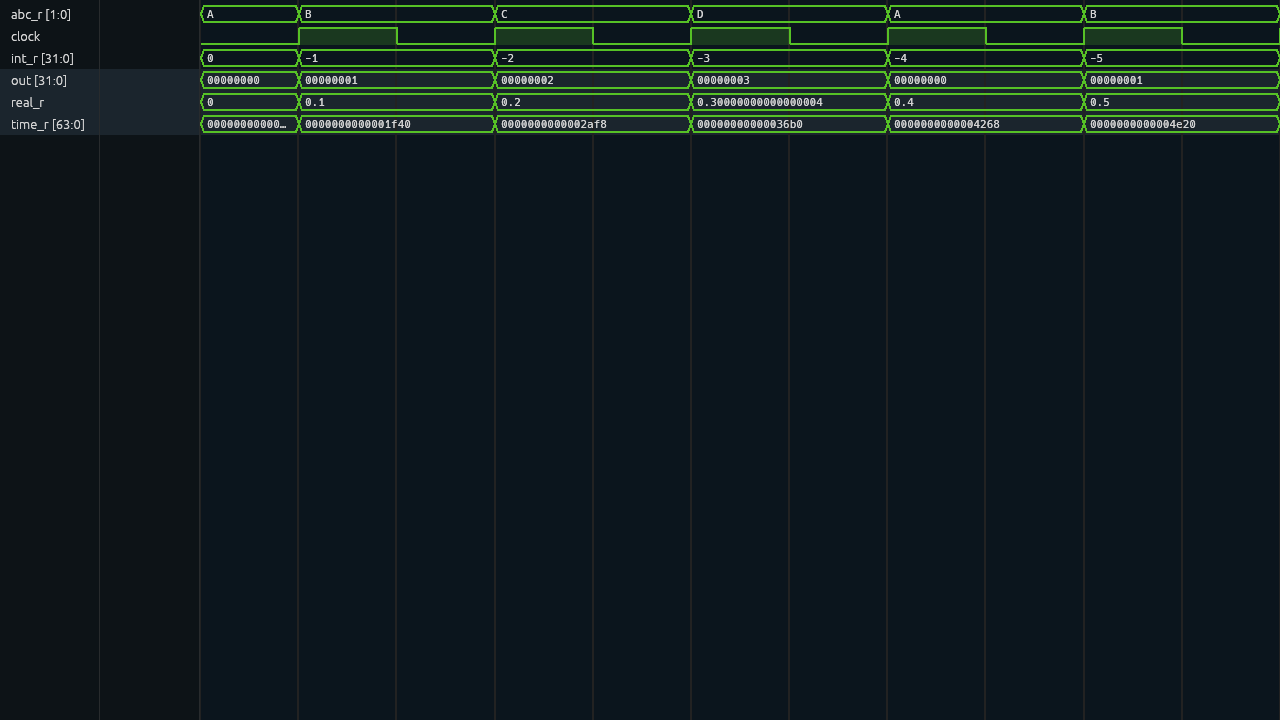 abc_r [1:0] A B C D A B
clock
int_r [31:0] 0 -1 -2 -3 -4 -5
out [31:0] 00000000 00000001 00000002 00000003 00000000 00000001
real_r 0 0.1 0.2 0.30000000000000004 0.4 0.5
time_r [63:0] 00000000000… 0000000000001f40 0000000000002af8 00000000000036b0 0000000000004268 0000000000004e20